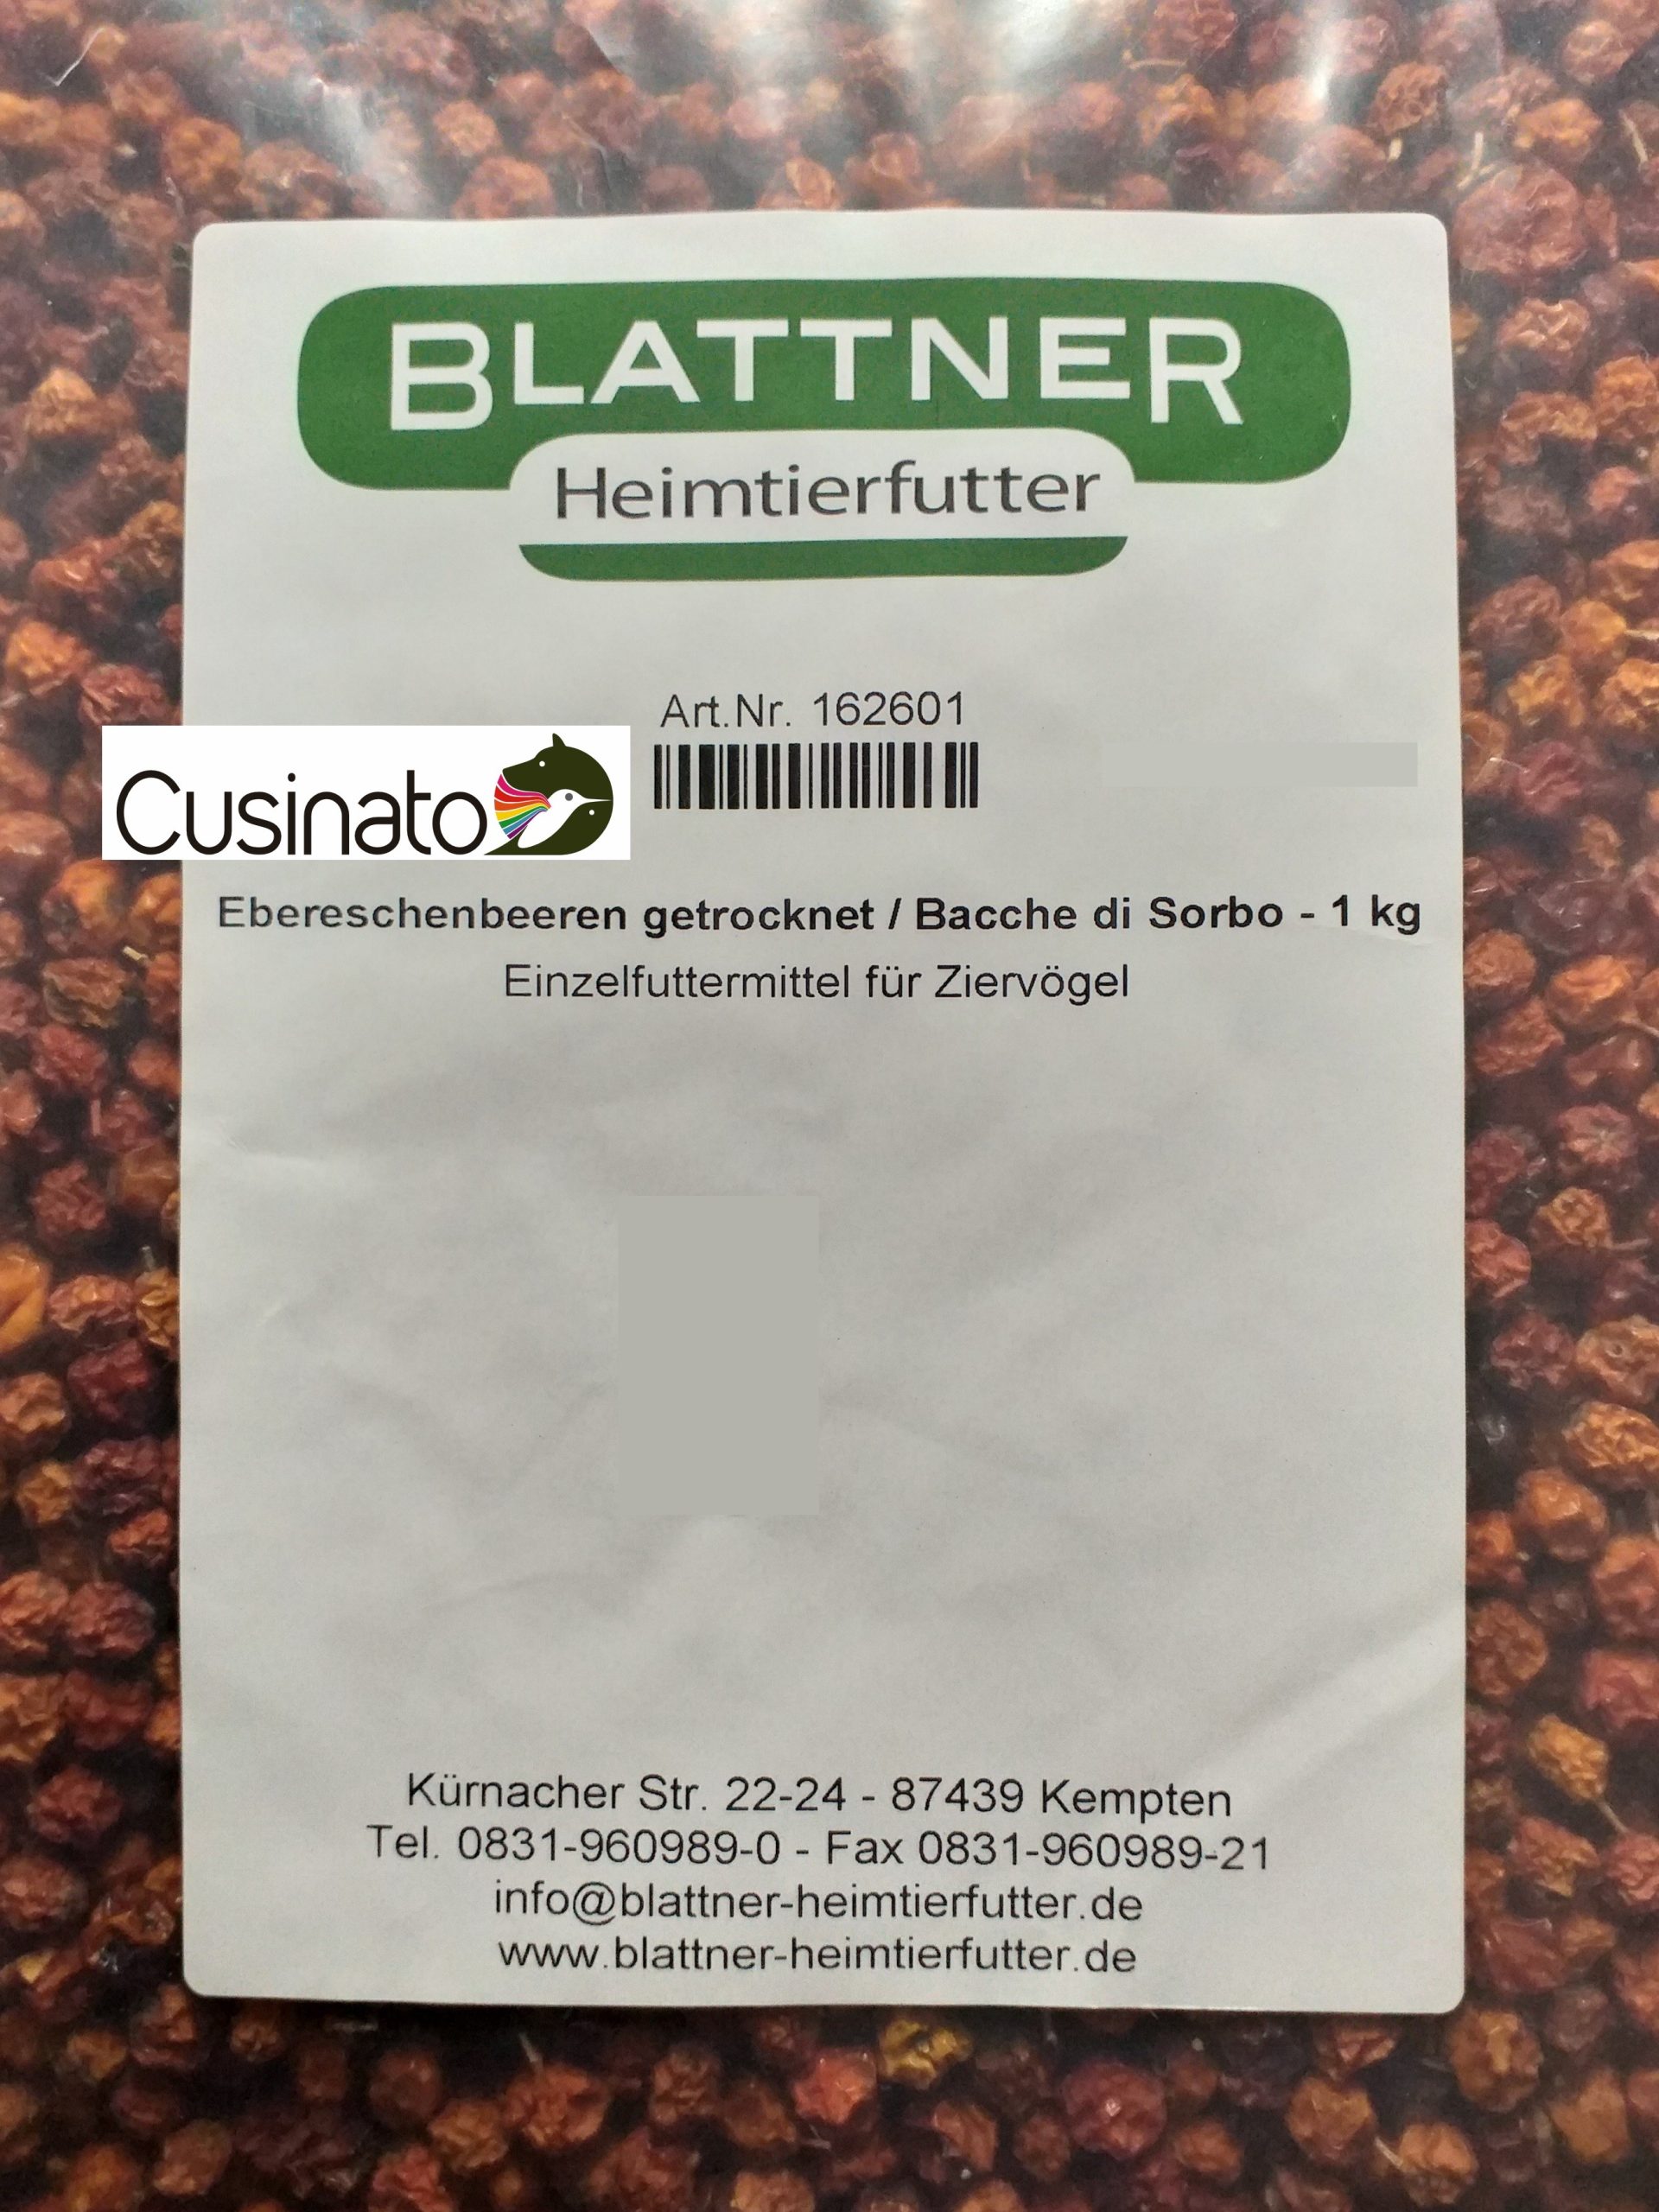 BLATTNER
Heimtierfutter
Art.Nr. 162601
Cusinato
Ebereschenbeeren getrocknet / Bacche di Sorbo - 1 kg
Einzelfuttermittel für Ziervögel
Kürnacher Str. 22-24 - 87439 Kempten
Tel. 0831-960989-0 - Fax 0831-960989-21
info@blattner-heimtierfutter.de
www.blattner-heimtierfutter.de